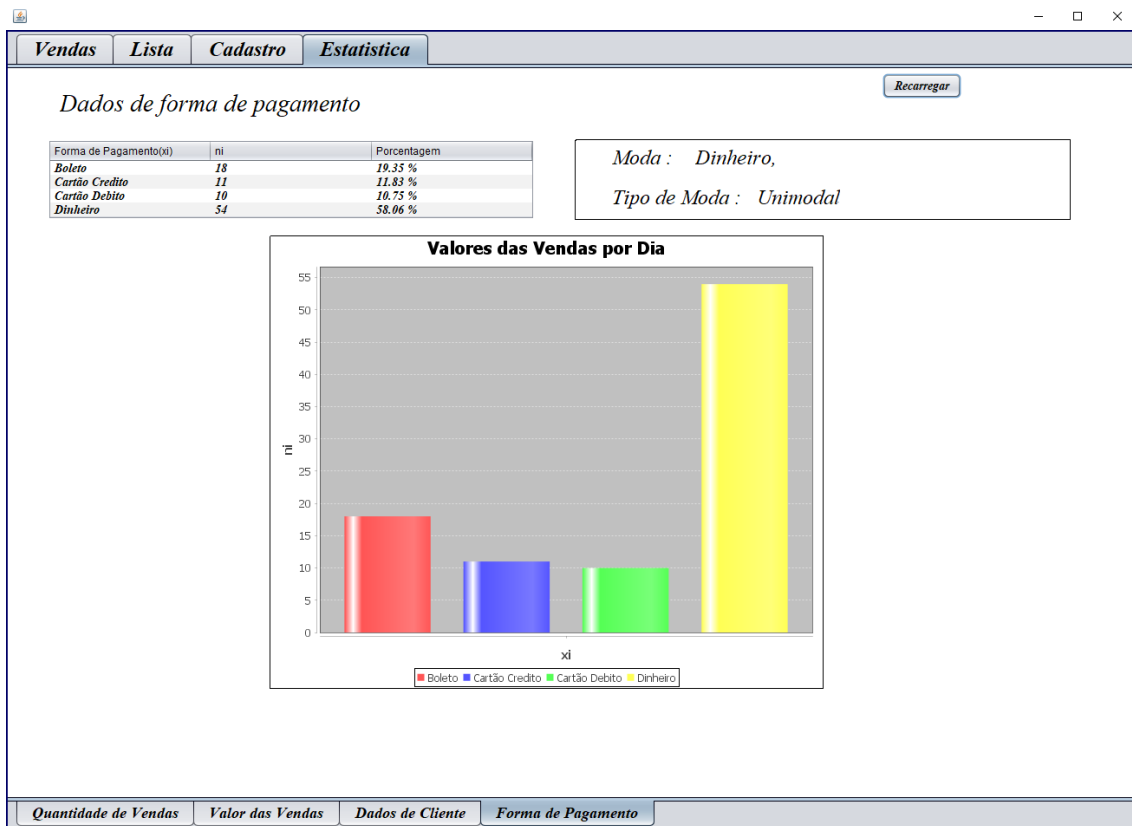 Vendas Lista Cadastro Estatistica
Recarregar
Dados de forma de pagamento
Forma de Pagamento(xi) ni Porcentagem
Boleto 18 19.35 %
Cartão Credito 11 11.83 %
Cartão Debito 10 10.75 %
Dinheiro 54 58.06 %
Moda : Dinheiro,
Tipo de Moda : Unimodal
Valores das Vendas por Dia
55
50
45
40
35
30
25
20
15
10
5
0
ni
xi
Boleto Cartão Credito Cartão Debito Dinheiro
Quantidade de Vendas Valor das Vendas Dados de Cliente Forma de Pagamento